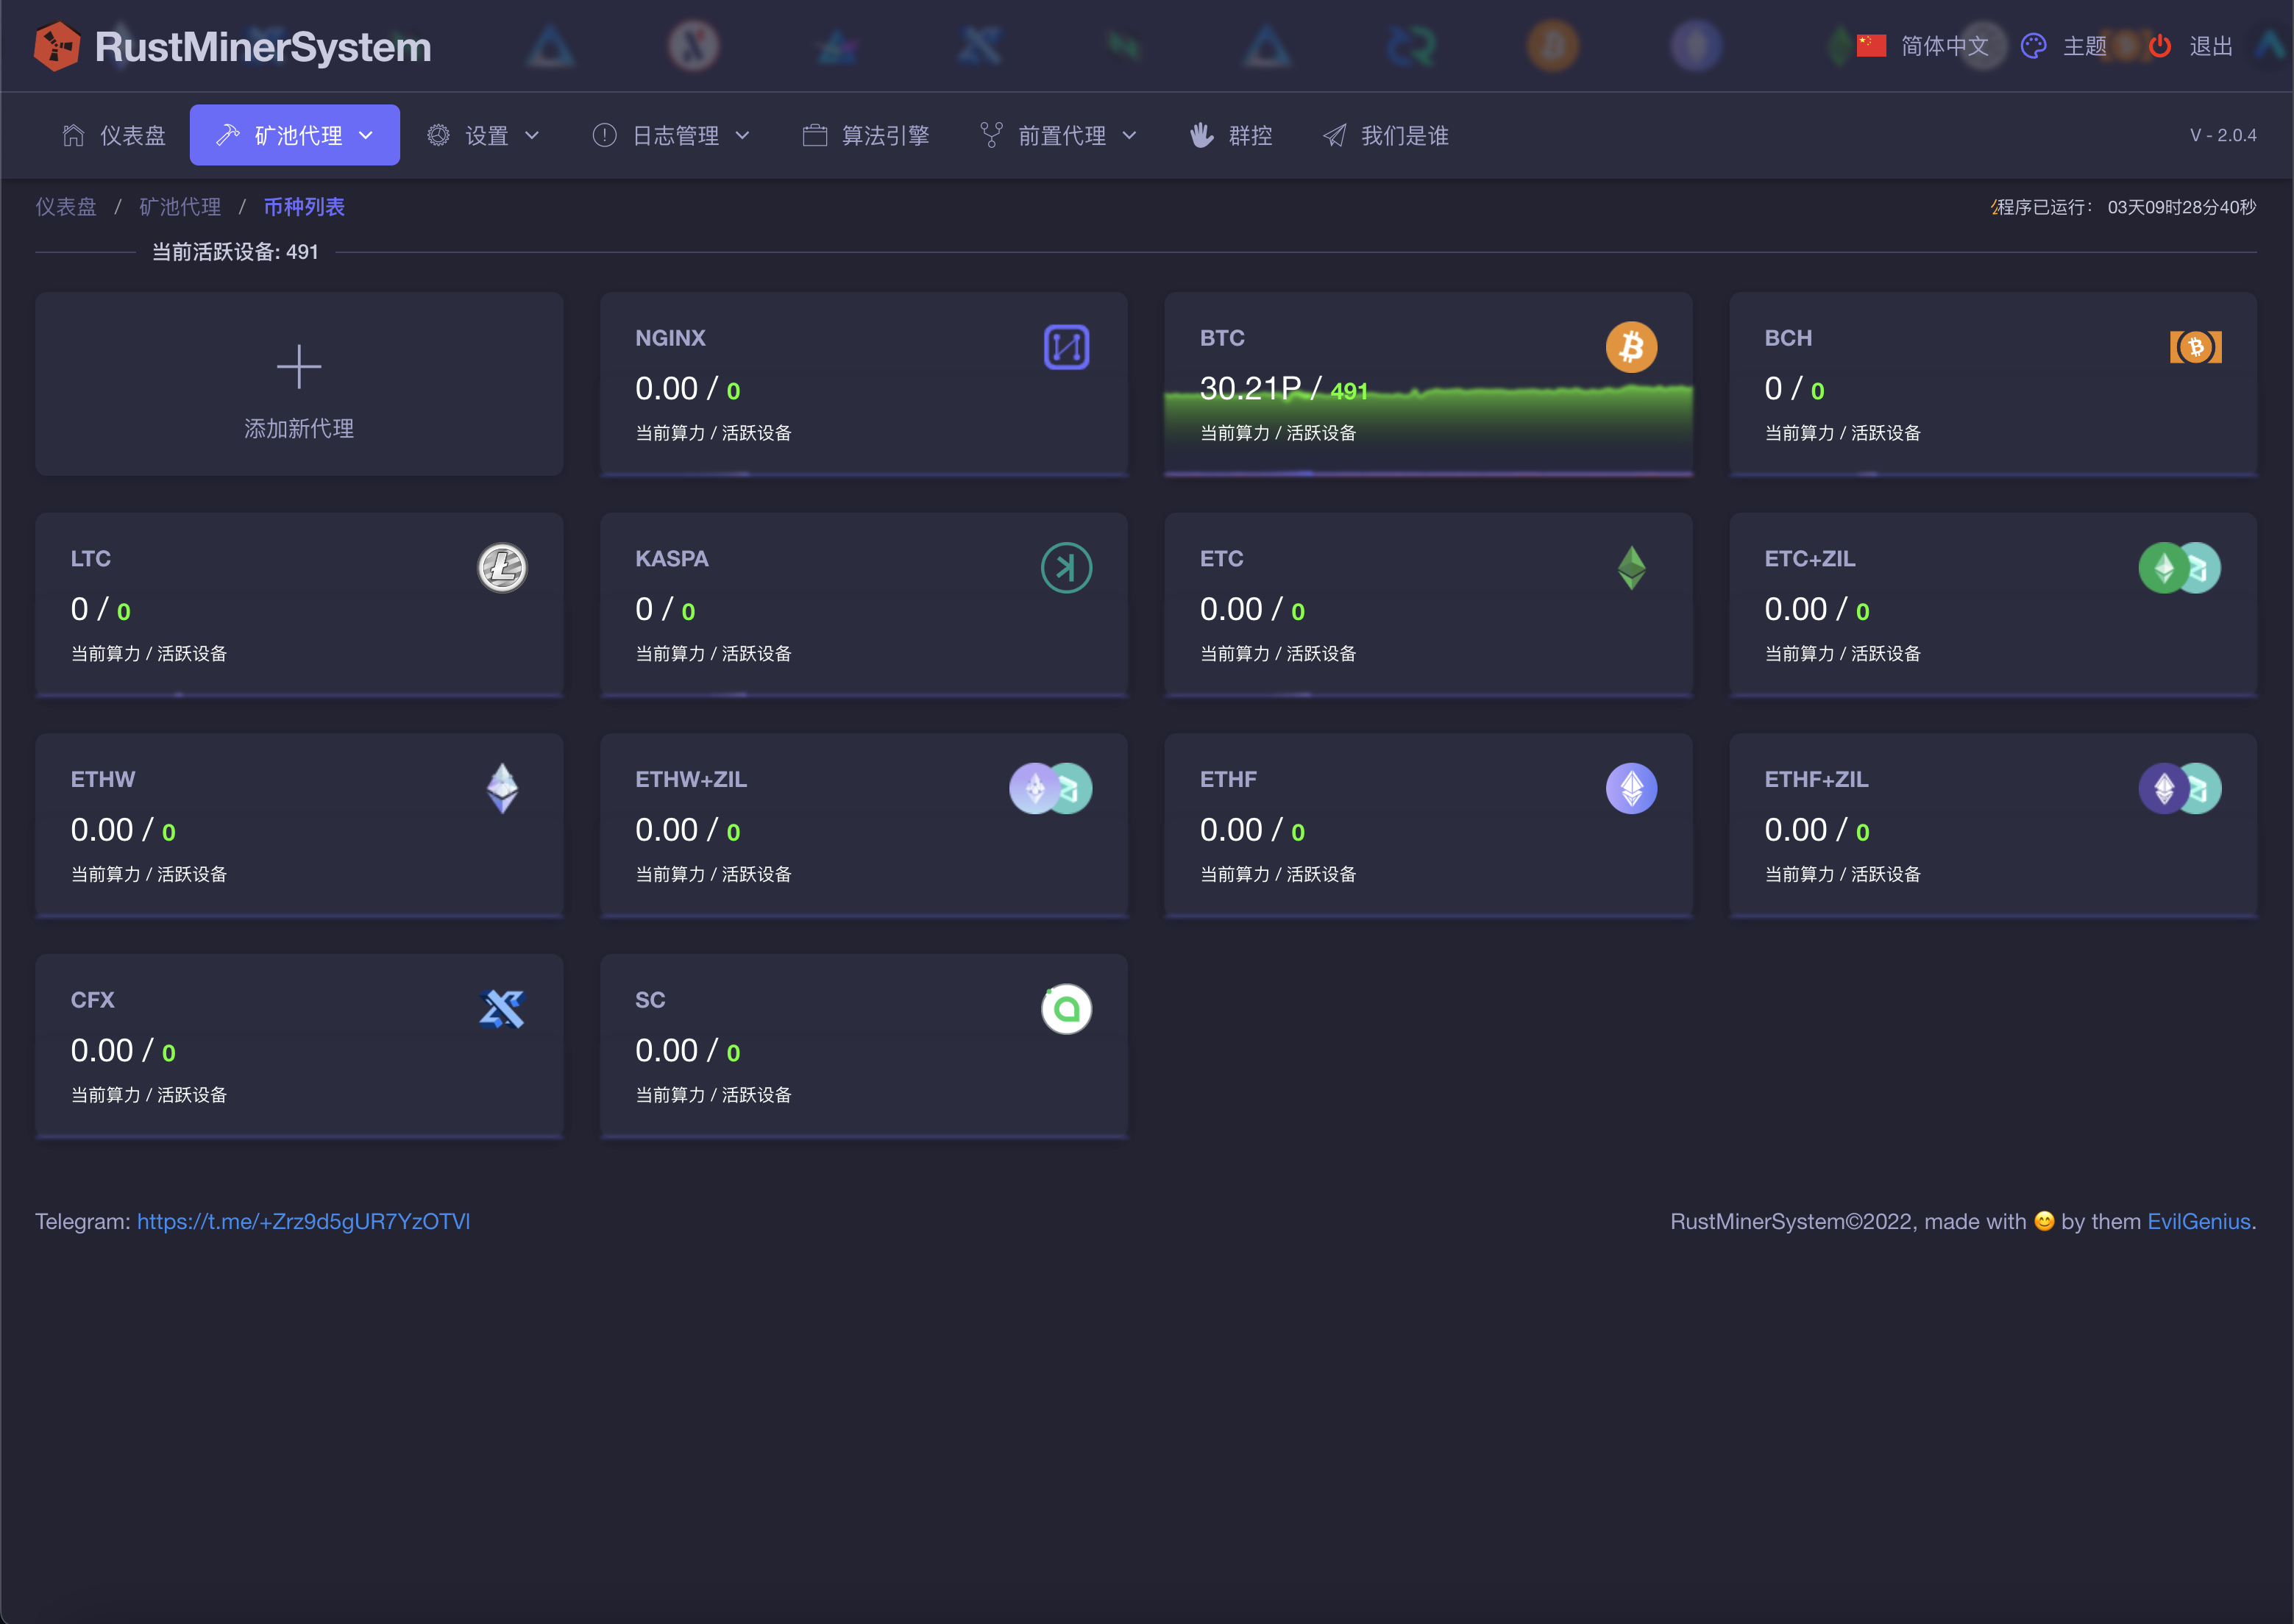 RustMinerSystem
简体中文 主题 退出
仪表盘 矿池代理 设置 日志管理 算法引擎 前置代理 群控 我们是谁 V - 2.0.4
仪表盘 / 矿池代理 / 币种列表
程序已运行: 03天09时28分40秒
当前活跃设备: 491
添加新代理
NGINX
0.00 / 0
当前算力 / 活跃设备
BTC
30.21P / 491
当前算力 / 活跃设备
BCH
0 / 0
当前算力 / 活跃设备
LTC
0 / 0
当前算力 / 活跃设备
KASPA
0 / 0
当前算力 / 活跃设备
ETC
0.00 / 0
当前算力 / 活跃设备
ETC+ZIL
0.00 / 0
当前算力 / 活跃设备
ETHW
0.00 / 0
当前算力 / 活跃设备
ETHW+ZIL
0.00 / 0
当前算力 / 活跃设备
ETHF
0.00 / 0
当前算力 / 活跃设备
ETHF+ZIL
0.00 / 0
当前算力 / 活跃设备
CFX
0.00 / 0
当前算力 / 活跃设备
SC
0.00 / 0
当前算力 / 活跃设备
Telegram: https://t.me/+Zrz9d5gUR7YzOTVl
RustMinerSystem©2022, made with 😊 by them EvilGenius.